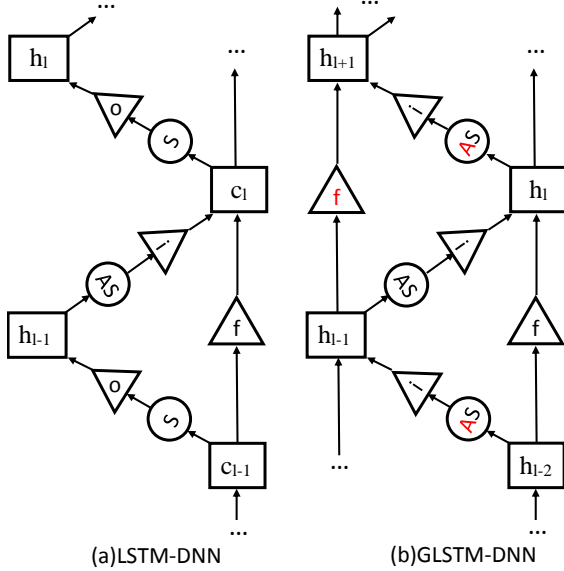 ...
h_l
o
S
c_l
...
i
AS
h_{l-1}
f
o
S
c_{l-1}
...
(a)LSTM-DNN
...
h_{l+1}
i
AS
h_l
...
f
i
AS
h_{l-1}
f
i
AS
h_{l-2}
...
...
(b)GLSTM-DNN